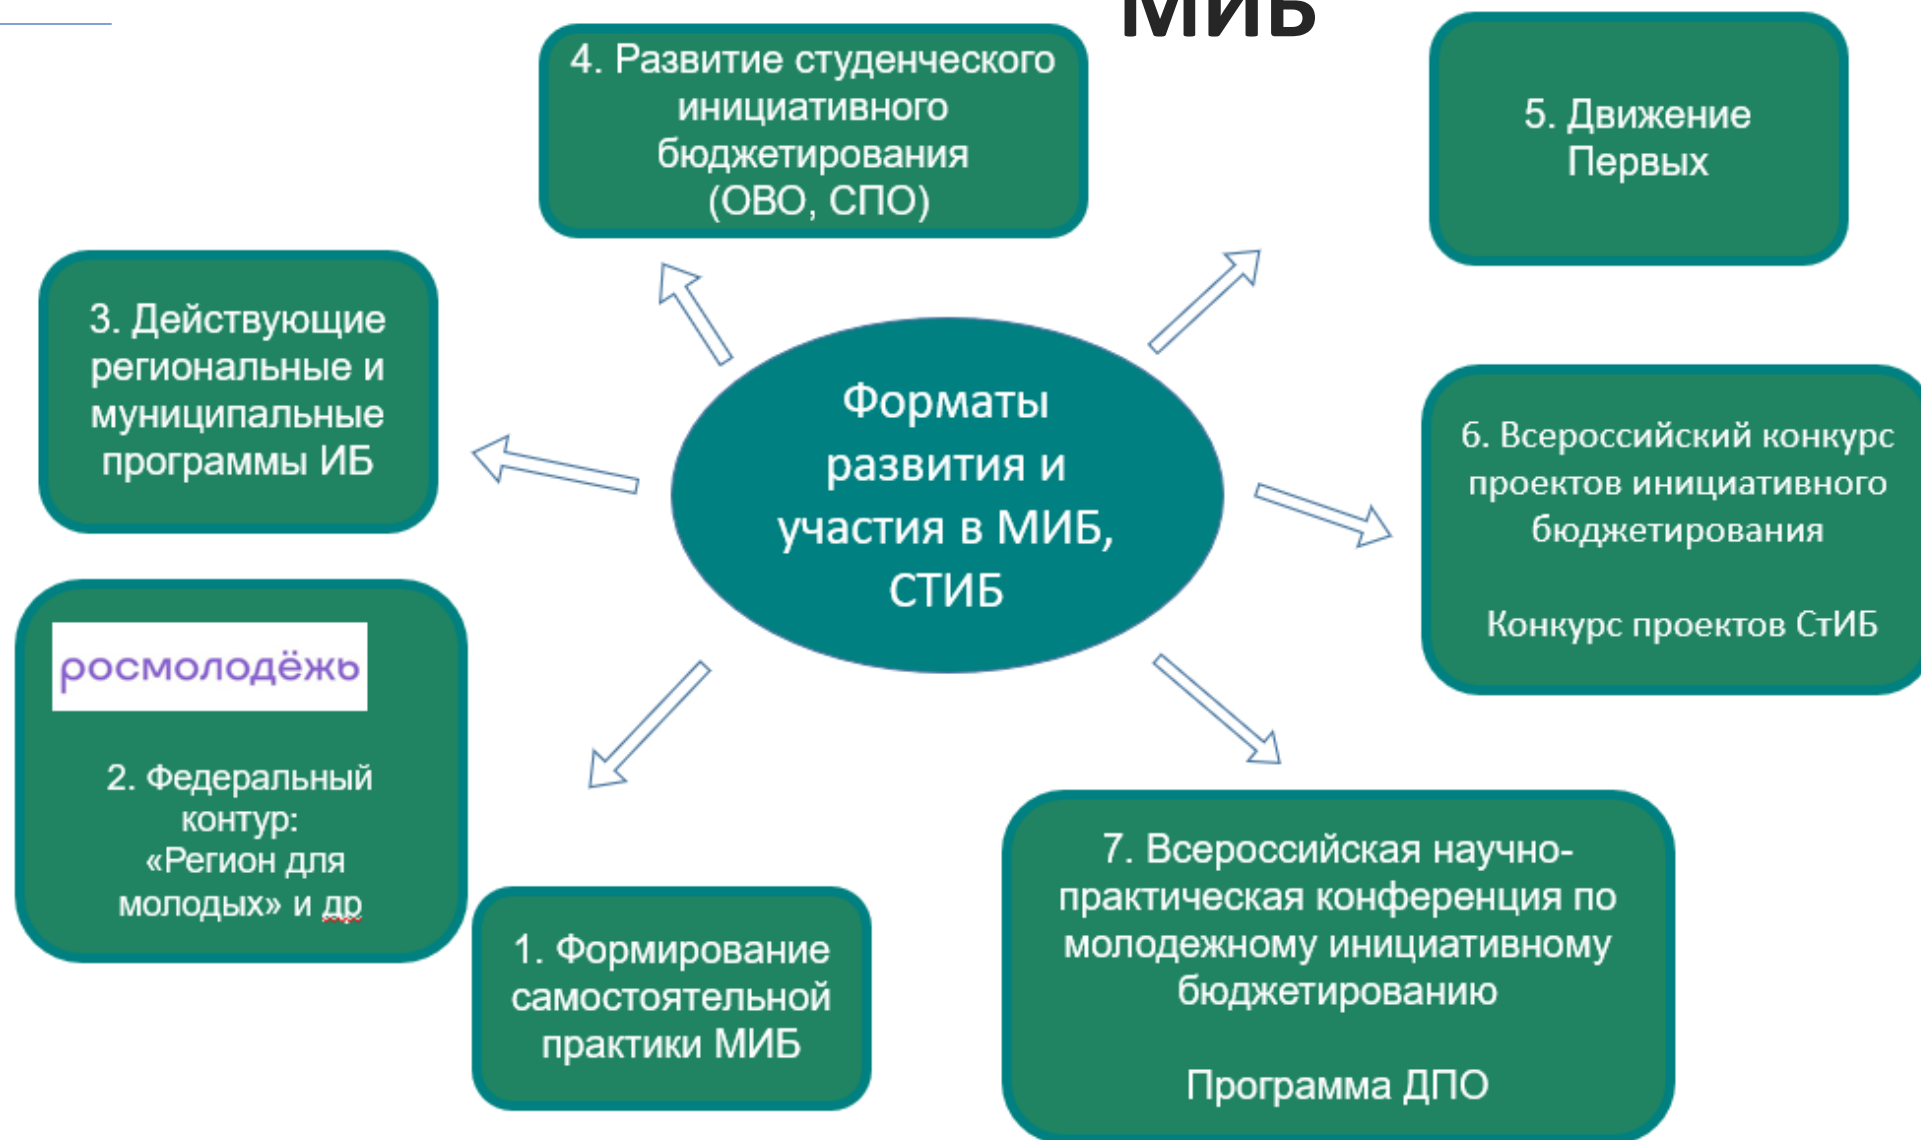 МИБ
4. Развитие студенческого
инициативного
бюджетирования
(ОВО, СПО)
5. Движение
Первых
3. Действующие
региональные и
муниципальные
программы ИБ
Форматы
развития и
участия в МИБ,
СТИБ
6. Всероссийский конкурс
проектов инициативного
бюджетирования
Конкурс проектов СтИБ
росмолодёжь
2. Федеральный
контур:
«Регион для
молодых» и др
1. Формирование
самостоятельной
практики МИБ
7. Всероссийская научно-
практическая конференция по
молодежному инициативному
бюджетированию
Программа ДПО